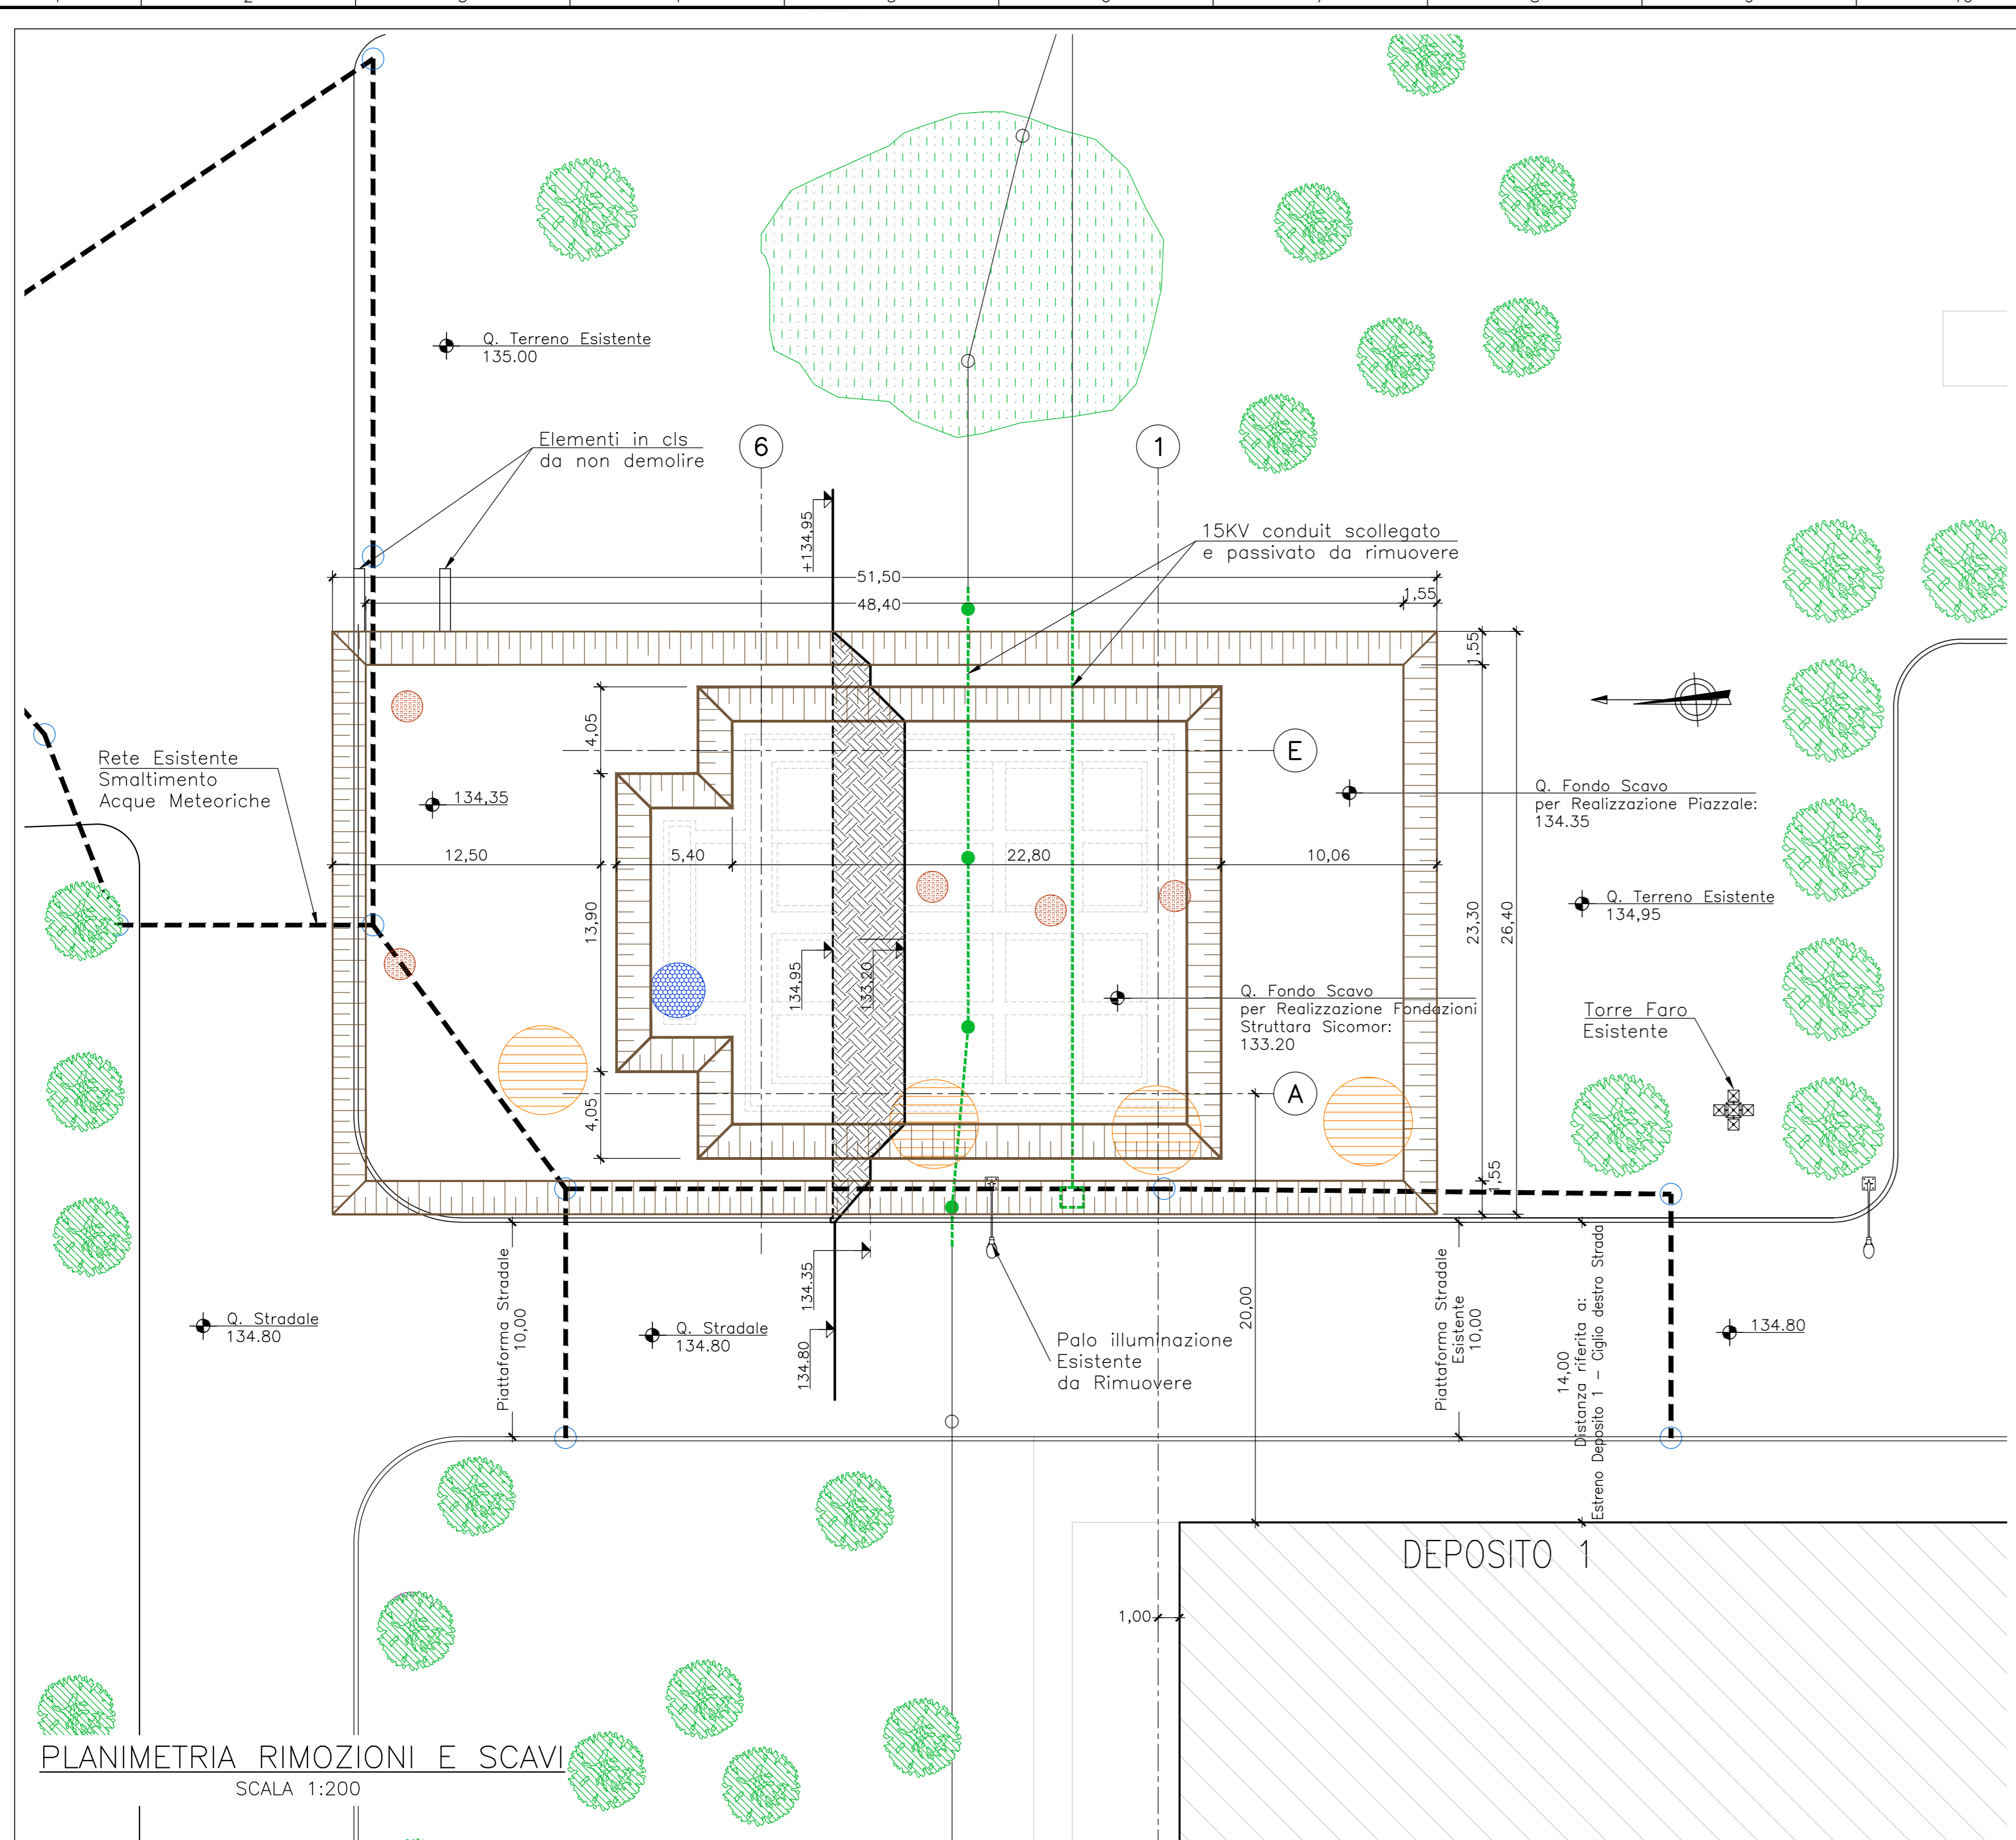 Q. Terreno Esistente
135.00
Elementi in cls
da non demolire
6
1
+134,95
15KV conduit scollegato
e passivato da rimuovere
51,50
48,40
1,55
1,55
4,05
E
Rete Esistente
Smaltimento
Acque Meteoriche
134,35
Q. Fondo Scavo
per Realizzazione Piazzale:
134.35
12,50
5,40
22,80
10,06
13,90
23,30
26,40
Q. Terreno Esistente
134,95
134,95
133,20
Q. Fondo Scavo
per Realizzazione Fondazioni
Struttara Sicomor:
133.20
Torre Faro
Esistente
A
4,05
1,55
Piattaforma Stradale
10,00
134.35
134.80
20,00
Piattaforma Stradale
Esistente
10,00
14,00
Distanza riferita a:
Estreno Deposito 1 - Ciglio destro Strada
Q. Stradale
134.80
Q. Stradale
134.80
134.80
Palo illuminazione
Esistente
da Rimuovere
DEPOSITO 1
1,00
PLANIMETRIA RIMOZIONI E SCAVI
SCALA 1:200